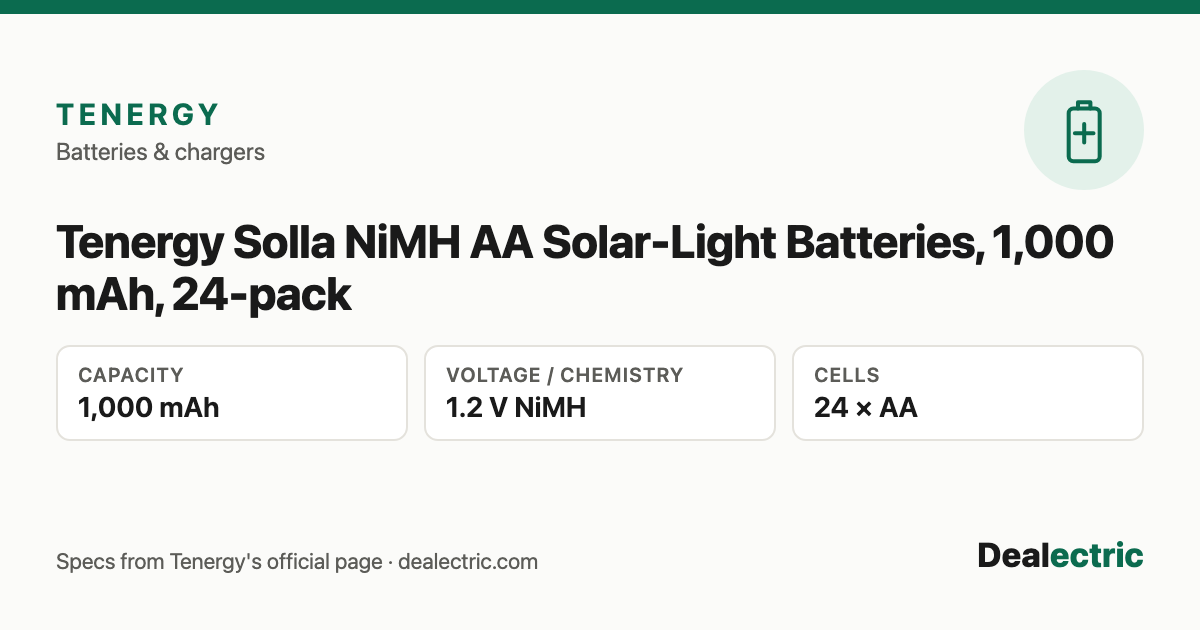 TENERGY
Batteries & chargers
Tenergy Solla NiMH AA Solar-Light Batteries, 1,000
mAh, 24-pack
CAPACITY
1,000 mAh
VOLTAGE / CHEMISTRY
1.2 V NiMH
CELLS
24 × AA
Specs from Tenergy's official page · dealectric.com
Dealectric